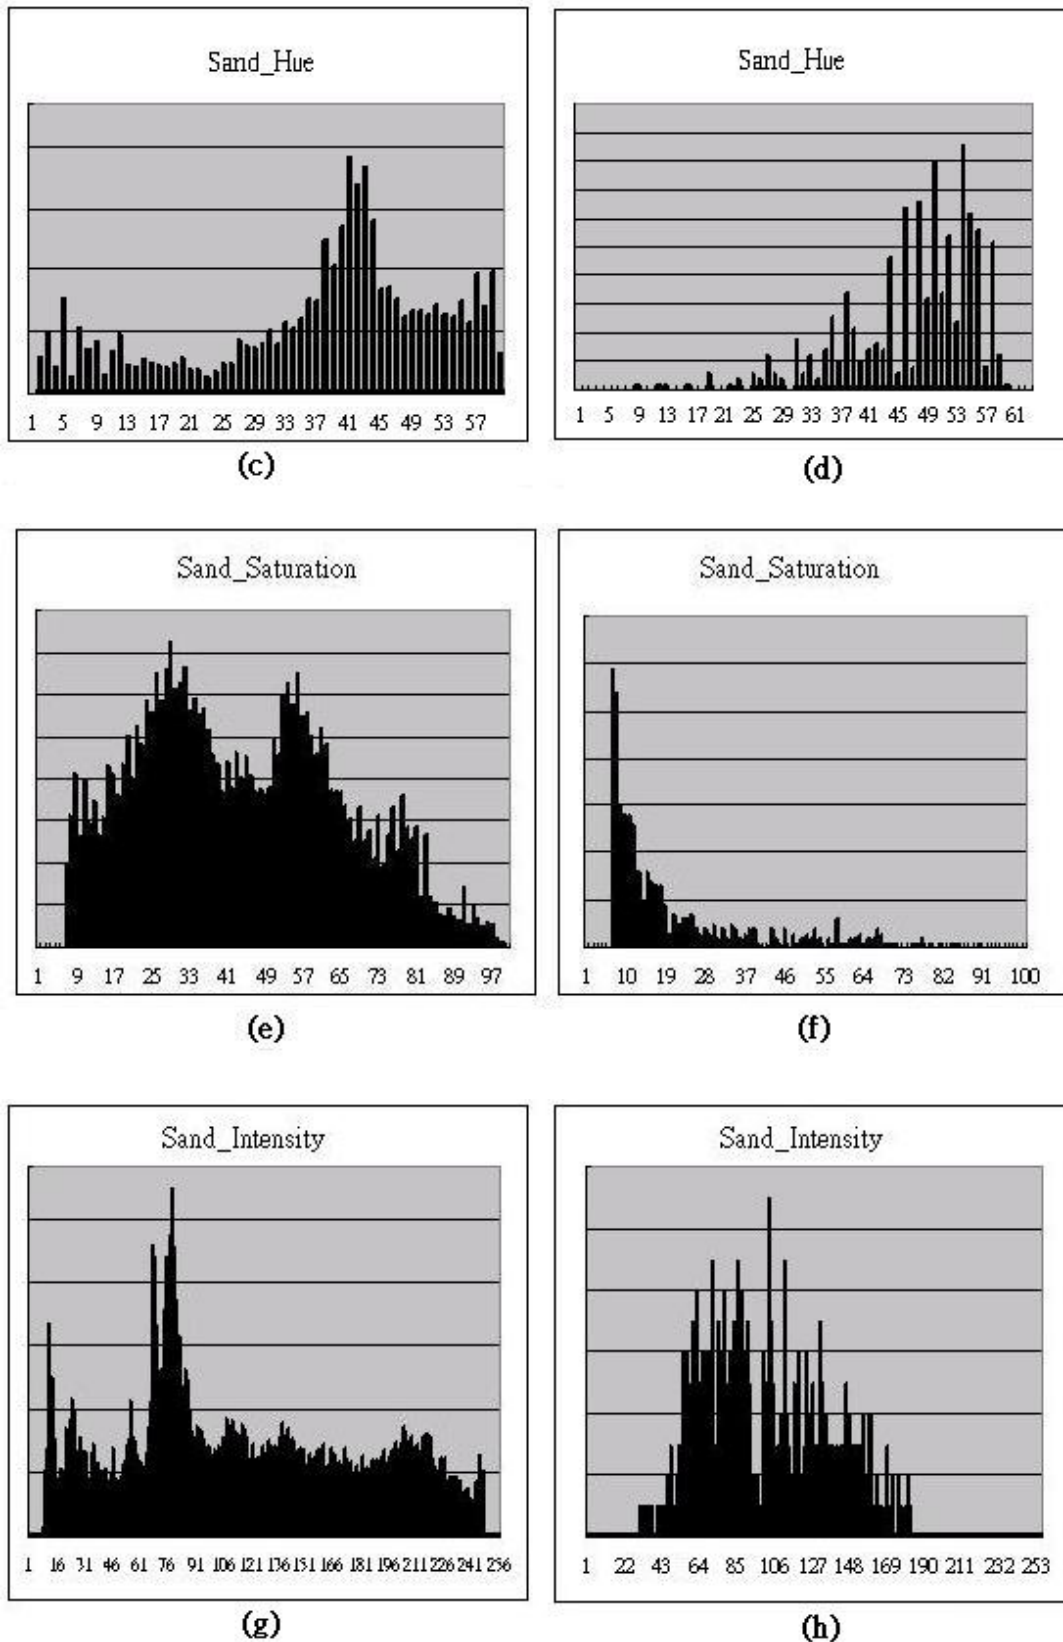 Sand_Hue
1 5 9 13 17 21 25 29 33 37 41 45 49 53 57
(c)
Sand_Hue
1 5 9 13 17 21 25 29 33 37 41 45 49 53 57 61
(d)
Sand_Saturation
1 9 17 25 33 41 49 57 65 73 81 89 97
(e)
Sand_Saturation
1 10 19 28 37 46 55 64 73 82 91 100
(f)
Sand_Intensity
1 16 31 46 61 76 91 106 121 136 151 166 181 196 211 226 241 256
(g)
Sand_Intensity
1 22 43 64 85 106 127 148 169 190 211 232 253
(h)